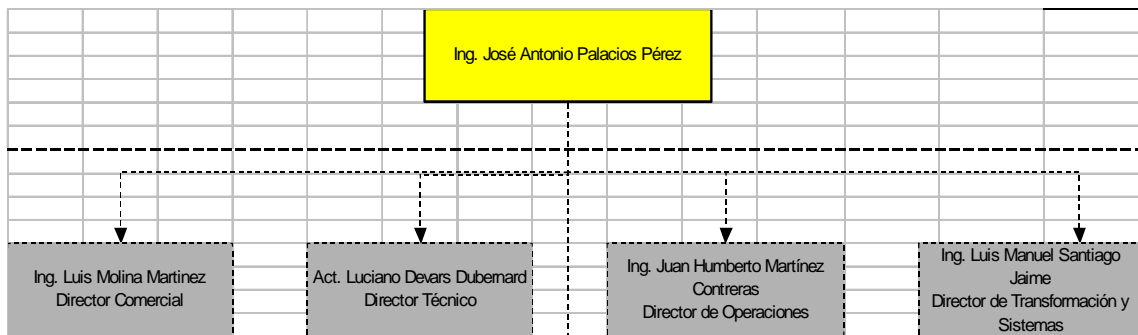 Ing. José Antonio Palacios Pérez
Ing. Luis Molina Martinez
Director Comercial
Act. Luciano Devars Dubernard
Director Técnico
Ing. Juan Humberto Martínez
Contreras
Director de Operaciones
Ing. Luis Manuel Santiago
Jaime
Director de Transformación y
Sistemas